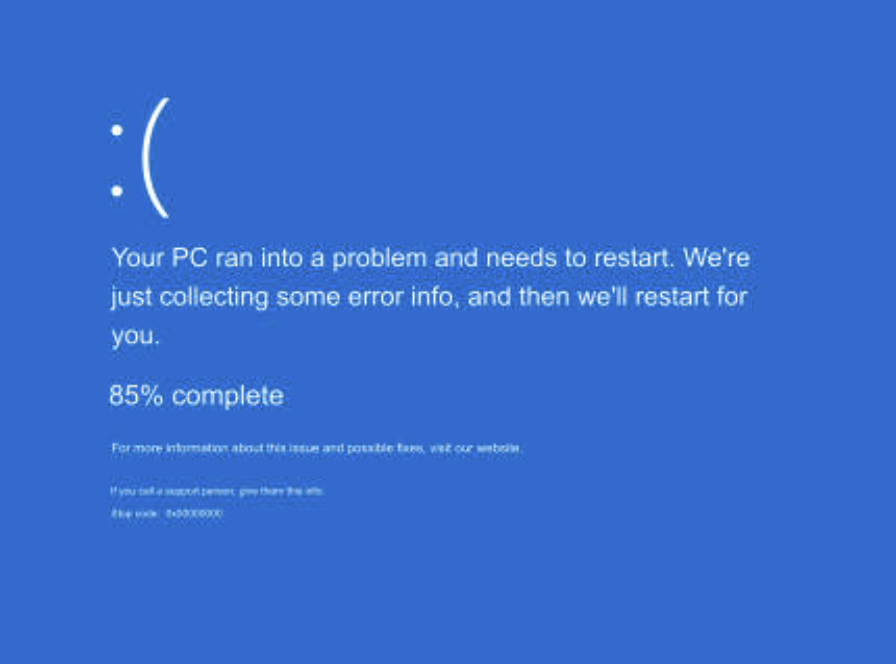 :(
Your PC ran into a problem and needs to restart. We're
just collecting some error info, and then we'll restart for
you.
85% complete
For more information about this issue and possible fixes, visit our website.
If you call a support person, give them this info:
Stop code: 0x00000000